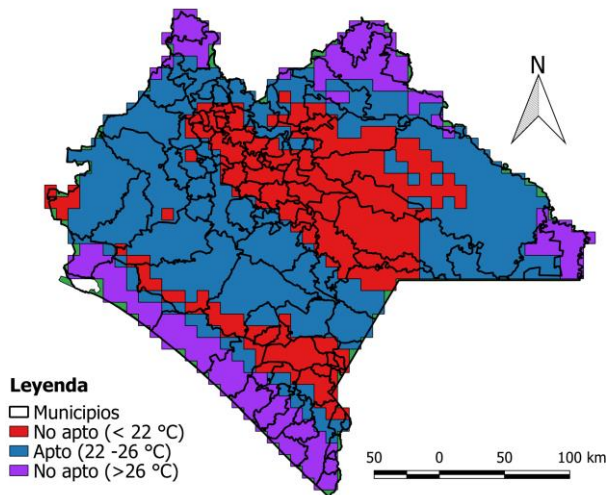 N
Leyenda
Municipios
No apto (< 22 °C)
Apto (22 -26 °C)
No apto (>26 °C)
50 0 50 100 km